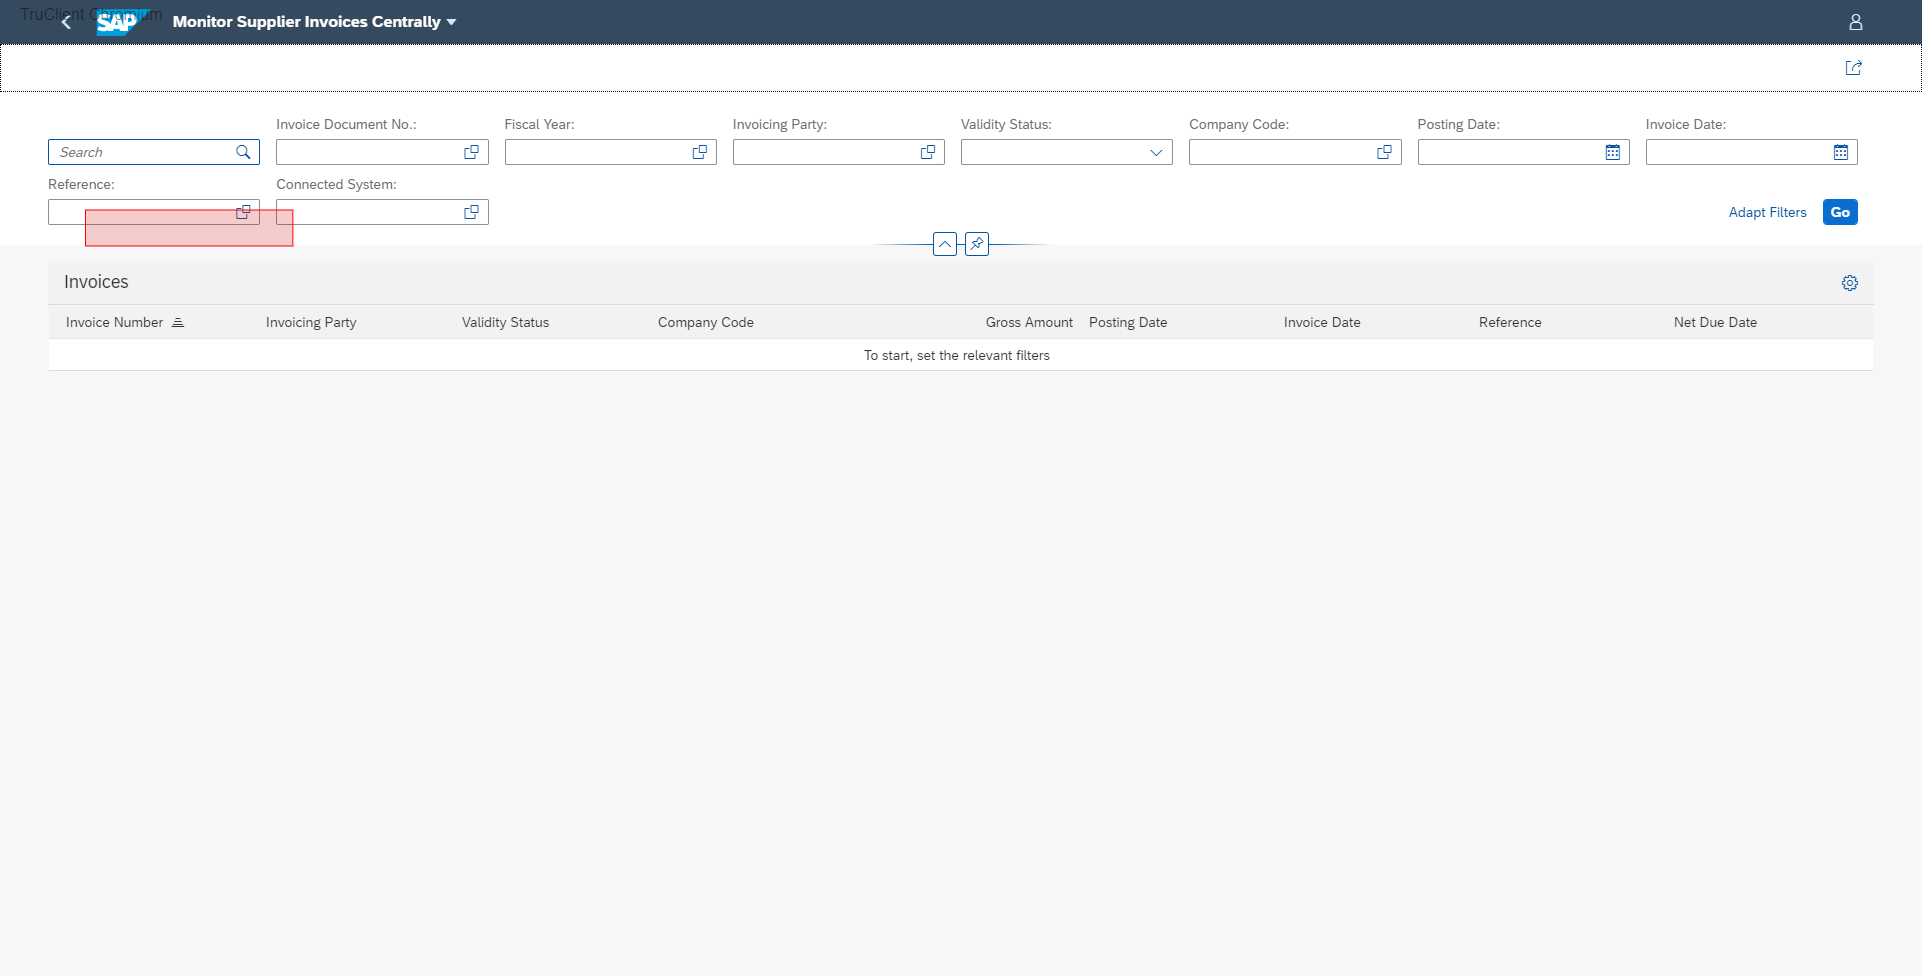 TruClient Chromium
SAP Monitor Supplier Invoices Centrally
Invoice Document No.: Fiscal Year: Invoicing Party: Validity Status: Company Code: Posting Date: Invoice Date:
Search
Reference: Connected System:
Adapt Filters Go
Invoices
Invoice Number Invoicing Party Validity Status Company Code Gross Amount Posting Date Invoice Date Reference Net Due Date
To start, set the relevant filters